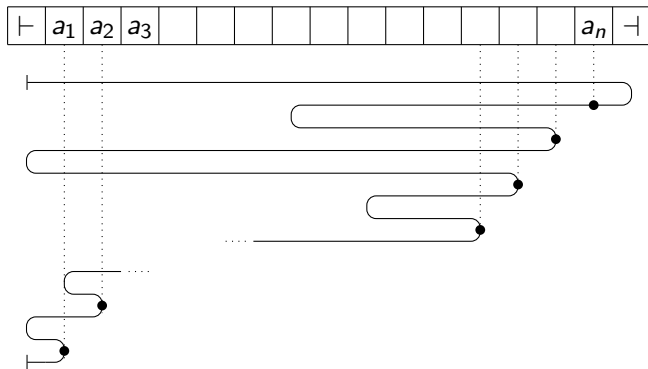 ⊢ a₁ a₂ a₃ aₙ ⊣